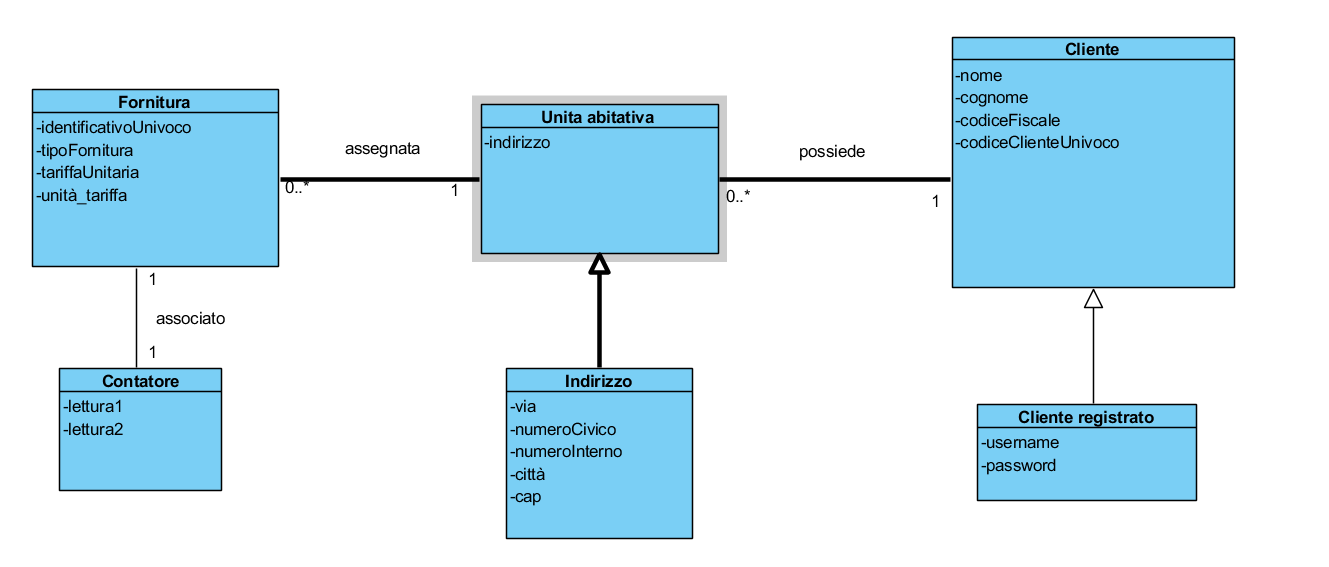 Fornitura
-identificativoUnivoco
-tipoFornitura
-tariffaUnitaria
-unità_tariffa
assegnata
0..*
1
Unita abitativa
-indirizzo
possiede
0..*
1
Cliente
-nome
-cognome
-codiceFiscale
-codiceClienteUnivoco
1
associato
1
Contatore
-lettura1
-lettura2
Indirizzo
-via
-numeroCivico
-numeroInterno
-città
-cap
Cliente registrato
-username
-password